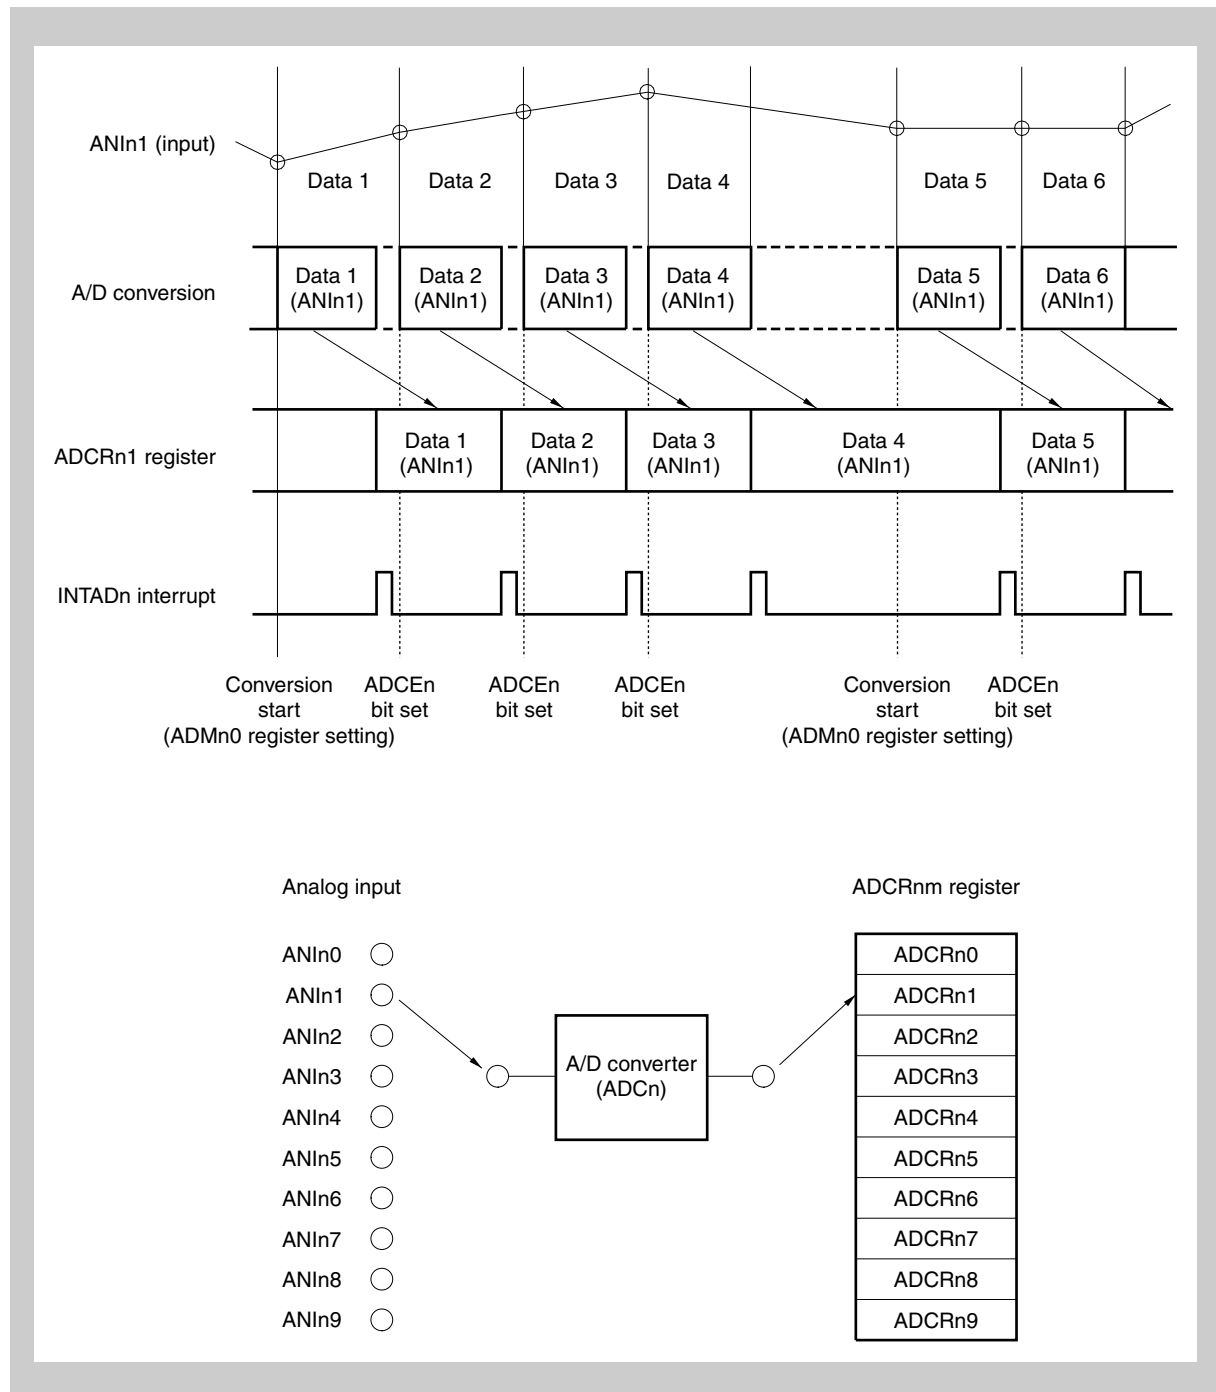 ANIn1 (input)
Data 1 Data 2 Data 3 Data 4 Data 5 Data 6
A/D conversion
Data 1 Data 2 Data 3 Data 4 Data 5 Data 6
(ANIn1) (ANIn1) (ANIn1) (ANIn1) (ANIn1) (ANIn1)
ADCRn1 register
Data 1 Data 2 Data 3 Data 4 Data 5
(ANIn1) (ANIn1) (ANIn1) (ANIn1) (ANIn1)
INTADn interrupt
Conversion ADCEn ADCEn ADCEn Conversion ADCEn
start bit set bit set bit set start bit set
(ADMn0 register setting) (ADMn0 register setting)
Analog input ADCRnm register
ANIn0 ADCRn0
ANIn1 ADCRn1
ANIn2 ADCRn2
A/D converter
ANIn3 ADCRn3
(ADCn)
ANIn4 ADCRn4
ANIn5 ADCRn5
ANIn6 ADCRn6
ANIn7 ADCRn7
ANIn8 ADCRn8
ANIn9 ADCRn9